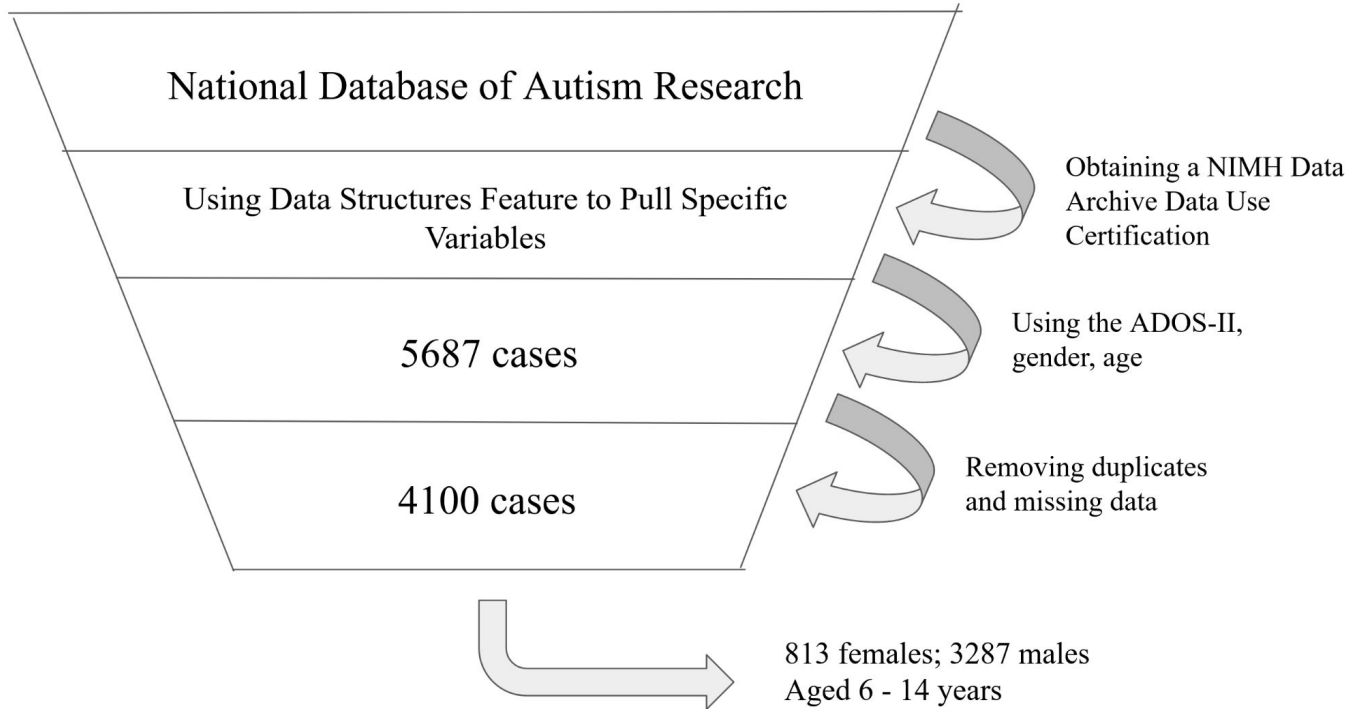 National Database of Autism Research
Obtaining a NIMH Data
Archive Data Use
Certification
Using Data Structures Feature to Pull Specific
Variables
Using the ADOS-II,
gender, age
5687 cases
Removing duplicates
and missing data
4100 cases
813 females; 3287 males
Aged 6 - 14 years